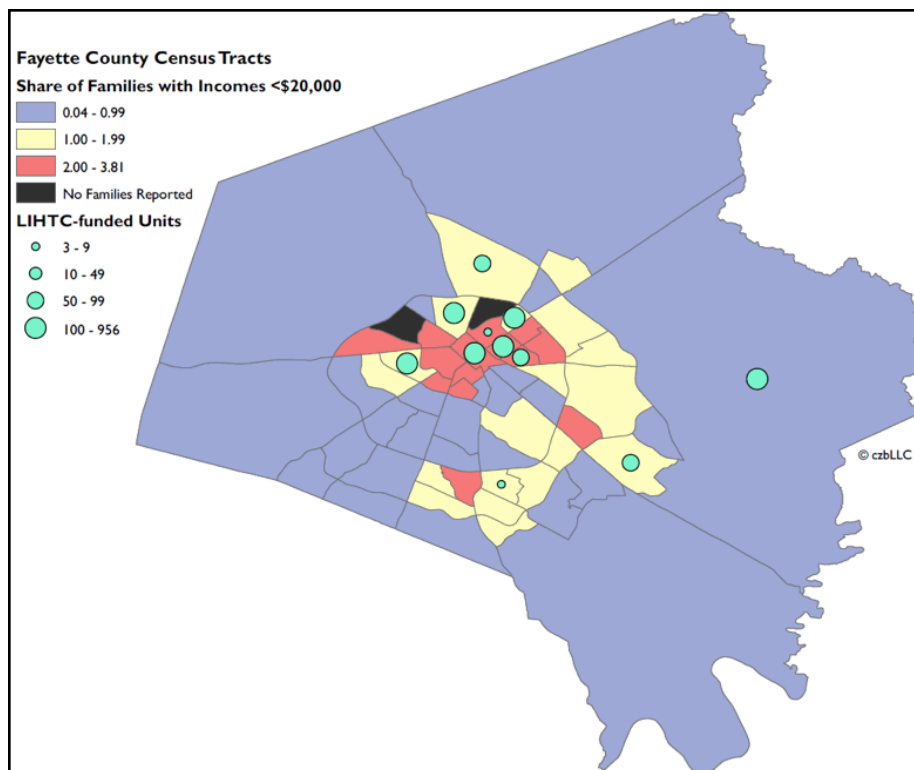 Fayette County Census Tracts
Share of Families with Incomes <$20,000
0.04 - 0.99
1.00 - 1.99
2.00 - 3.81
No Families Reported
LIHTC-funded Units
3 - 9
10 - 49
50 - 99
100 - 956
© czbLLC